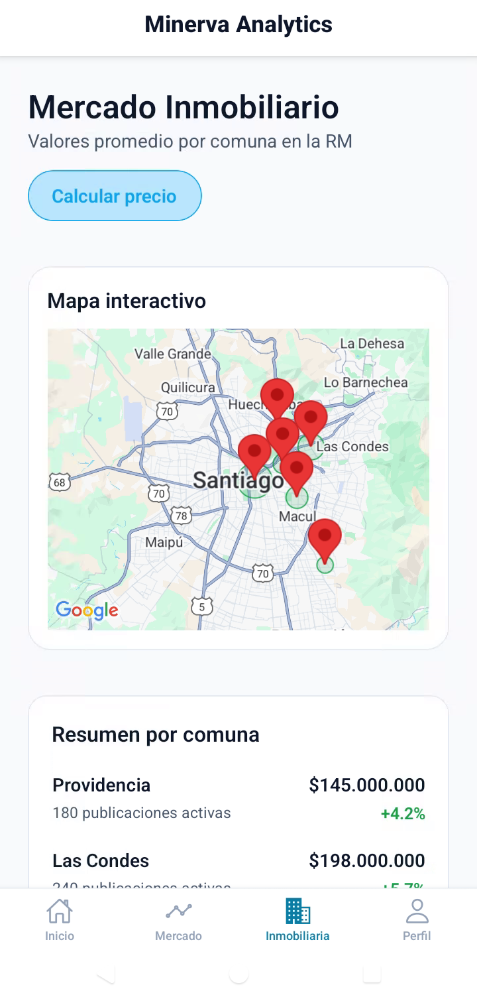 Minerva Analytics
Mercado Inmobiliario
Valores promedio por comuna en la RM
Calcular precio
Mapa interactivo
La Dehesa
Valle Grande
Lo Barnechea
Quilicura
70
Las Condes
Santiago
68
70
78
Macul
Maipú
70
5
Google
Resumen por comuna
Providencia
$145.000.000
180 publicaciones activas
+4.2%
Las Condes
$198.000.000
240 publicaciones activas
+5.7%
Inicio
Mercado
Inmobiliaria
Perfil